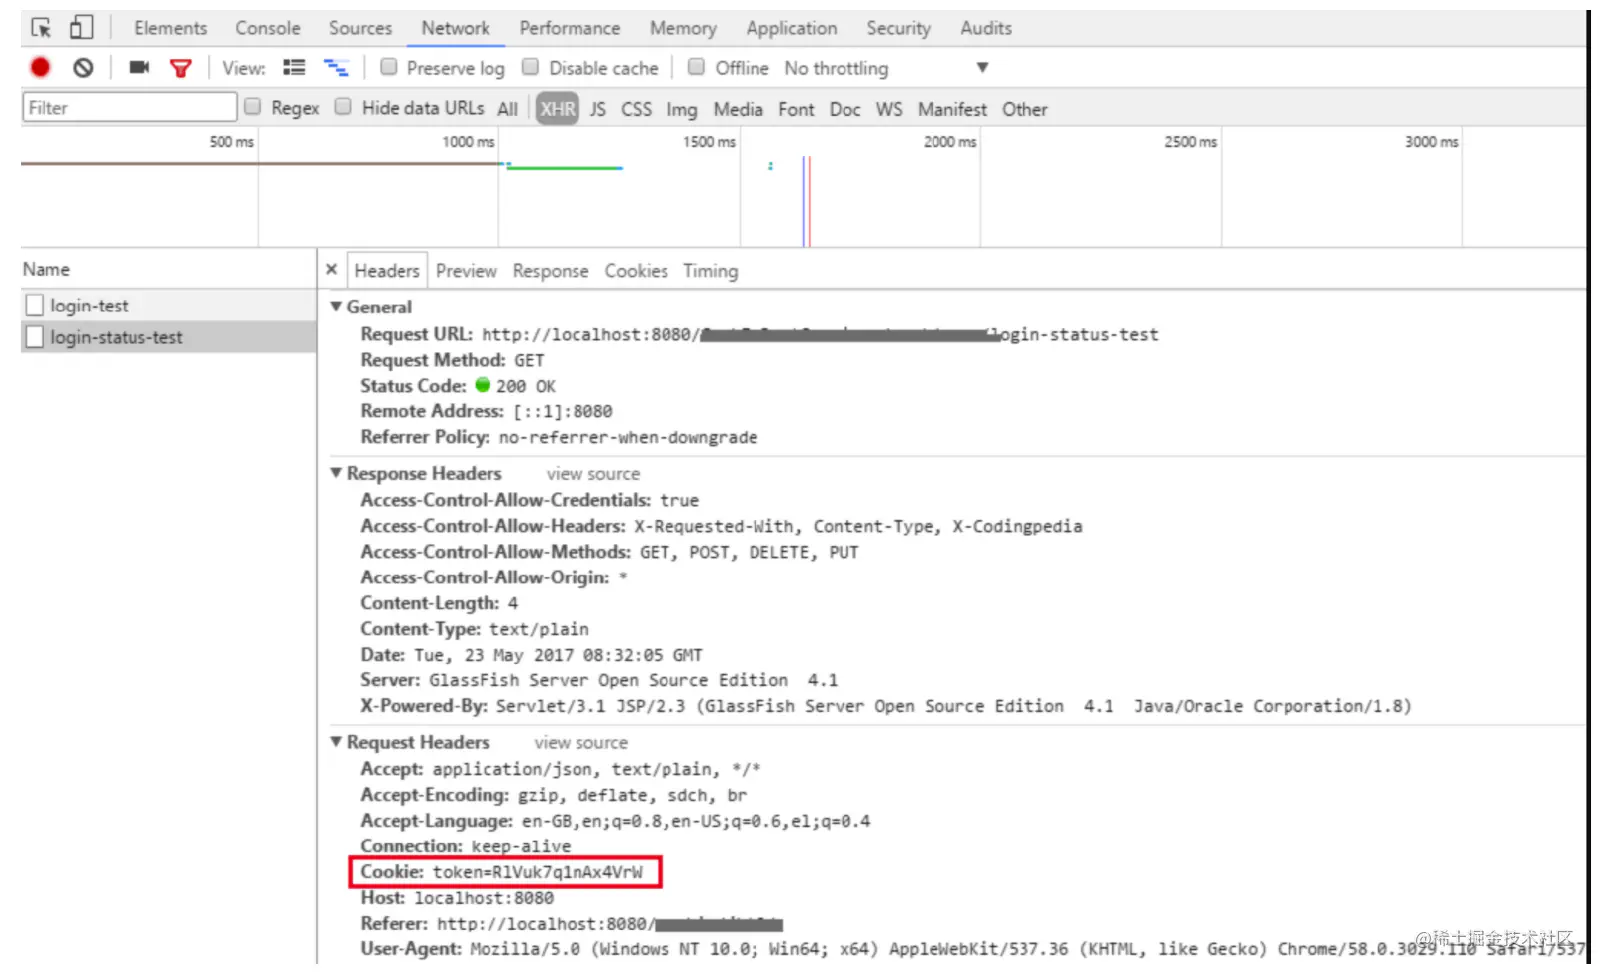 Elements Console Sources Network Performance Memory Application Security Audits
View: Preserve log Disable cache Offline No throttling
Filter Regex Hide data URLs All XHR JS CSS Img Media Font Doc WS Manifest Other
500 ms 1000 ms 1500 ms 2000 ms 2500 ms 3000 ms
Name
login-test
login-status-test
× Headers Preview Response Cookies Timing
General
Request URL: http://localhost:8080/ login-status-test
Request Method: GET
Status Code: 200 OK
Remote Address: [::1]:8080
Referrer Policy: no-referrer-when-downgrade
Response Headers view source
Access-Control-Allow-Credentials: true
Access-Control-Allow-Headers: X-Requested-With, Content-Type, X-Codingpedia
Access-Control-Allow-Methods: GET, POST, DELETE, PUT
Access-Control-Allow-Origin: *
Content-Length: 4
Content-Type: text/plain
Date: Tue, 23 May 2017 08:32:05 GMT
Server: GlassFish Server Open Source Edition 4.1
X-Powered-By: Servlet/3.1 JSP/2.3 (GlassFish Server Open Source Edition 4.1 Java/Oracle Corporation/1.8)
Request Headers view source
Accept: application/json, text/plain, */*
Accept-Encoding: gzip, deflate, sdch, br
Accept-Language: en-GB,en;q=0.8,en-US;q=0.6,el;q=0.4
Connection: keep-alive
Cookie: token=RlVuk7q1nAx4VrW
Host: localhost:8080
Referer: http://localhost:8080/
User-Agent: Mozilla/5.0 (Windows NT 10.0; Win64; x64) AppleWebKit/537.36 (KHTML, like Gecko) Chrome/58.0.3029.110 Safari/537
@稀土掘金技术社区